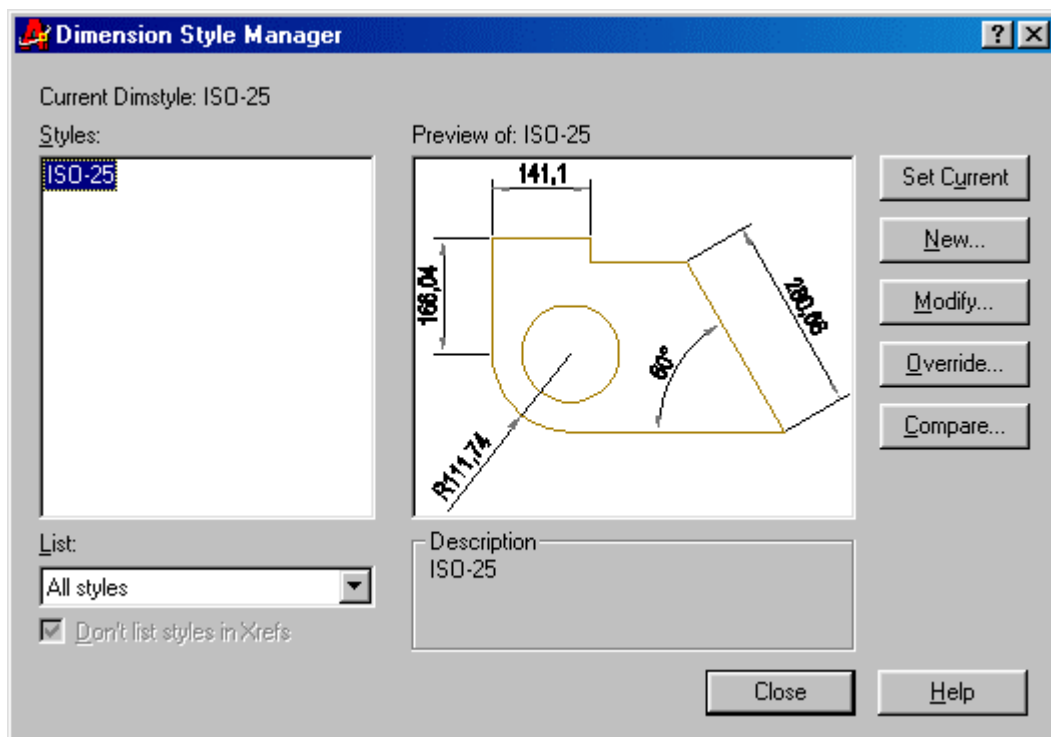 Dimension Style Manager
Current Dimstyle: ISO-25
Styles:
ISO-25
Preview of: ISO-25
141,1
166,04
280,56
60°
R111,74
Set Current
New...
Modify...
Override...
Compare...
List:
All styles
Don't list styles in Xrefs
Description
ISO-25
Close
Help